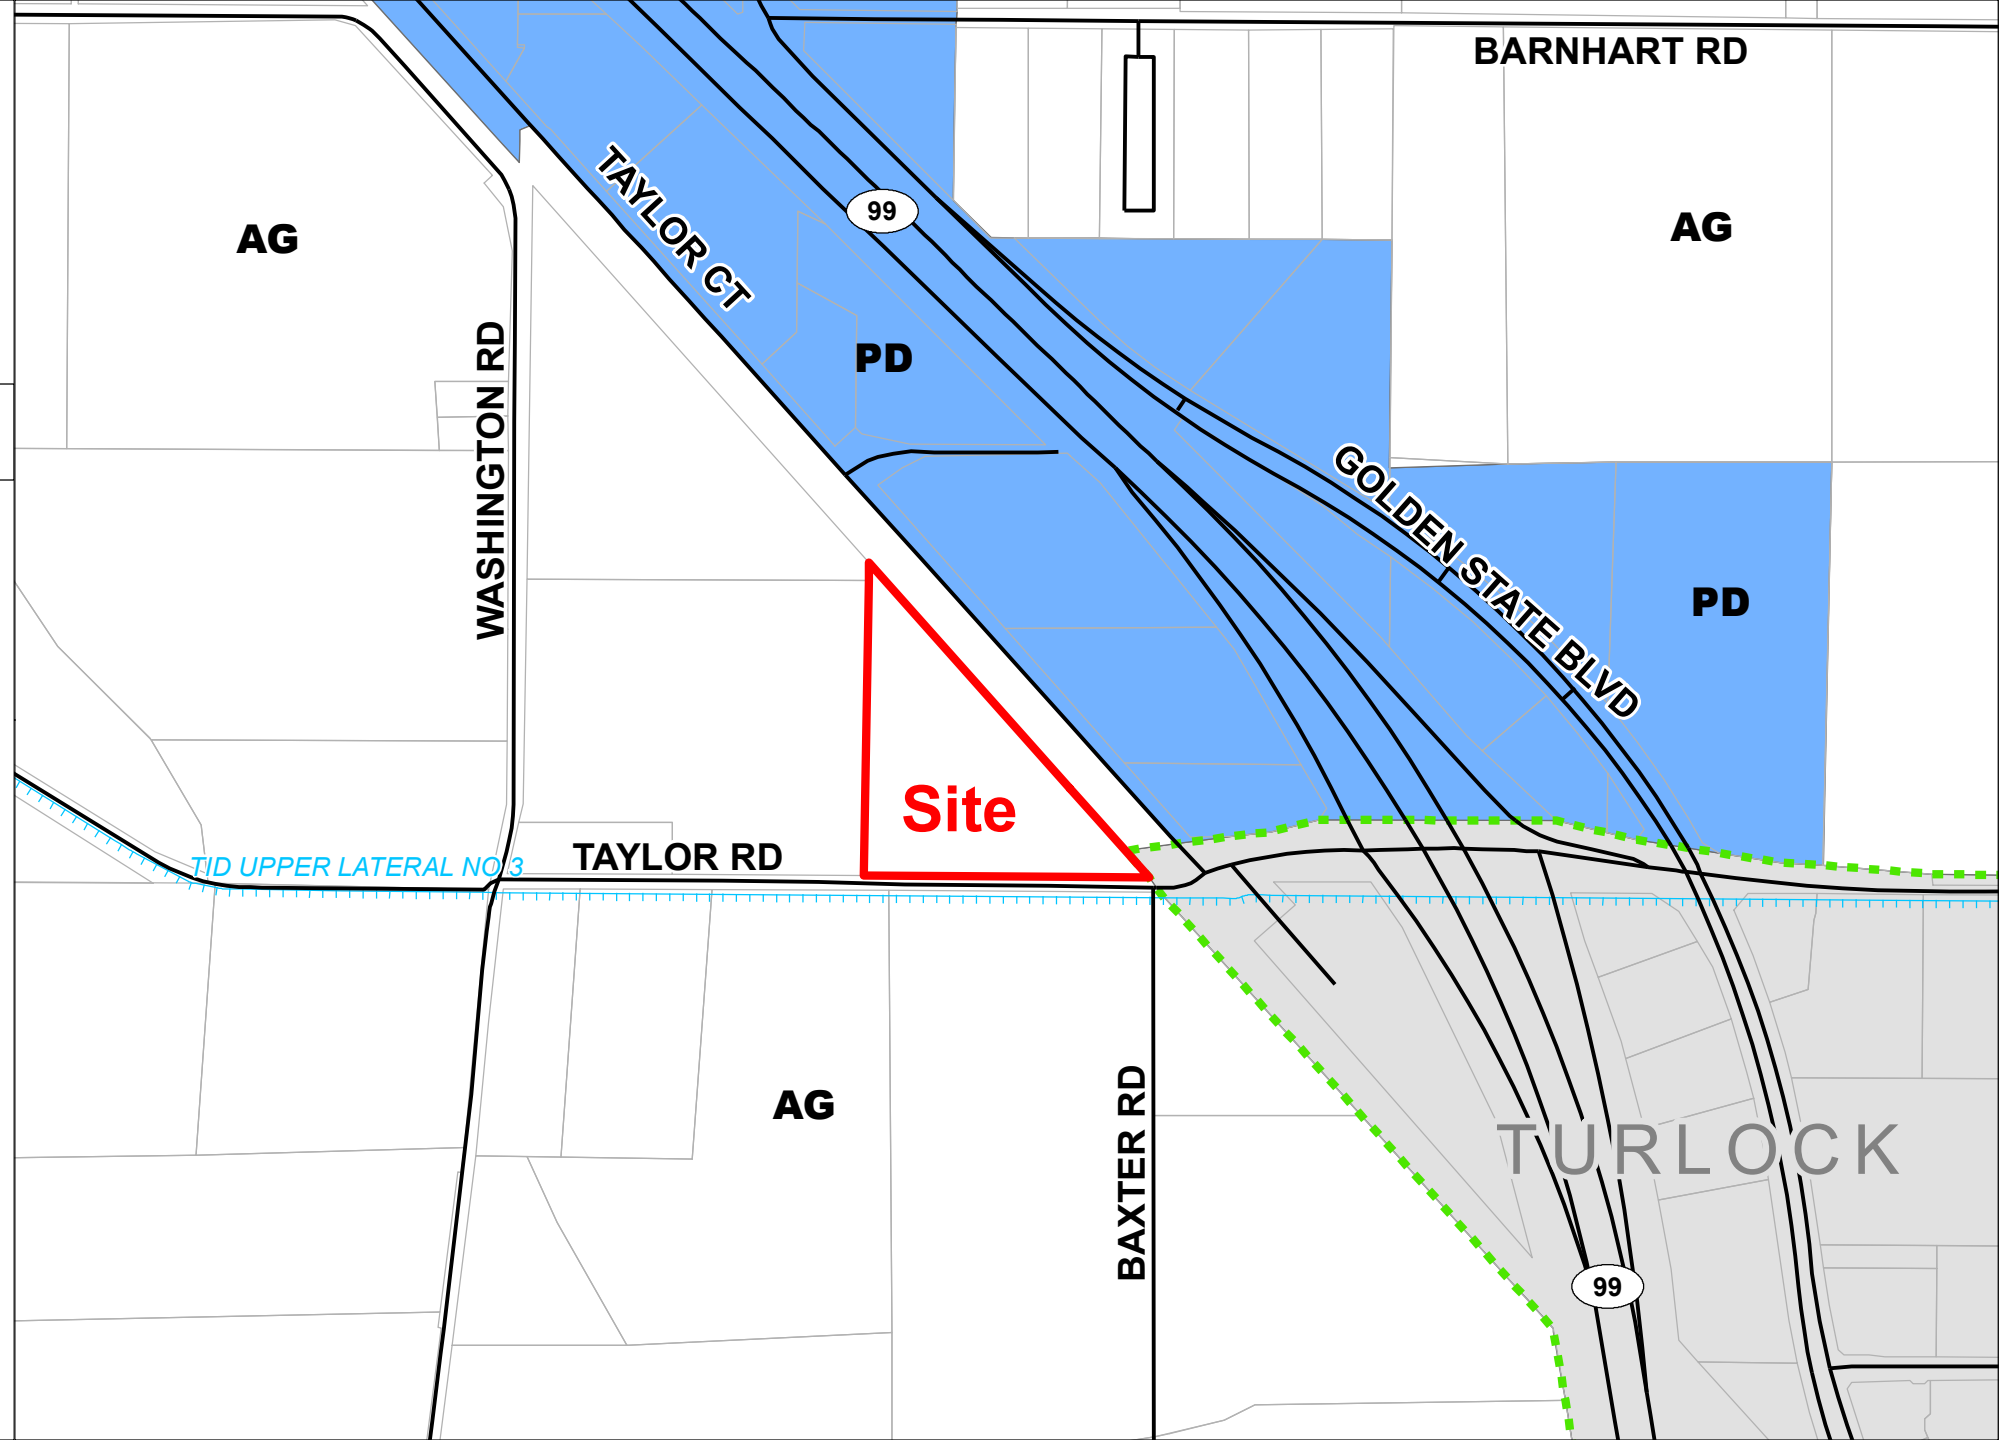 BARNHART RD
AG
AG
TAYLOR CT
99
PD
WASHINGTON RD
GOLDEN STATE BLVD
PD
Site
TAYLOR RD
TID UPPER LATERAL NO 3
AG
BAXTER RD
TURLOCK
99